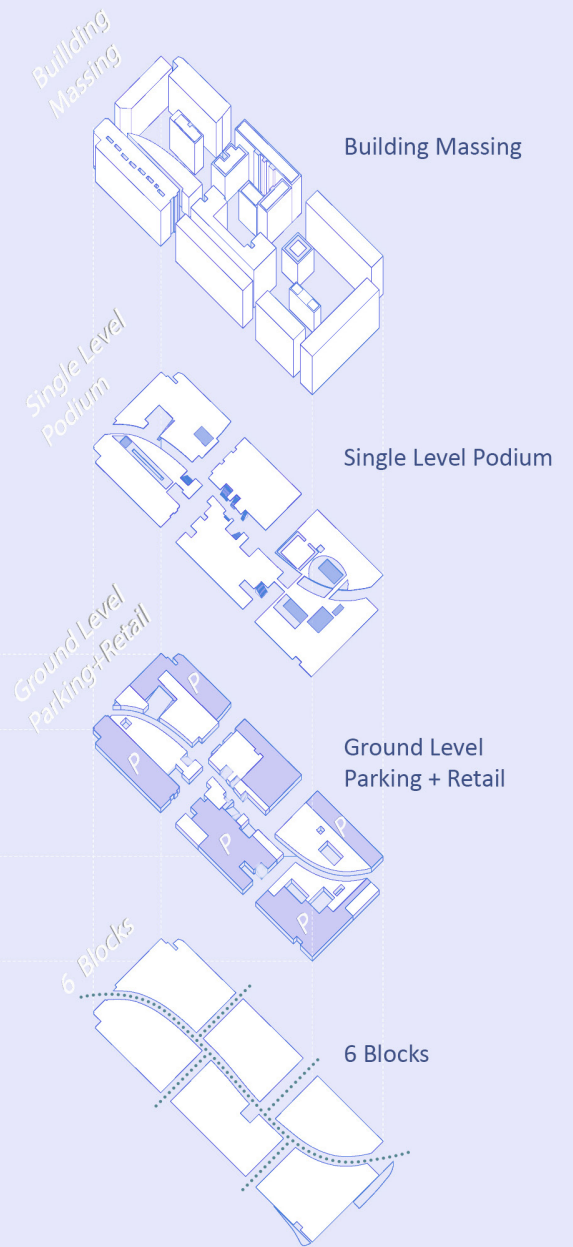 Buillding
Massing
Building Massing
Single Level
Podium
Single Level Podium
Ground Level
Parking+Retail
P
P
P
P
P
Ground Level
Parking + Retail
6 Blocks
6 Blocks